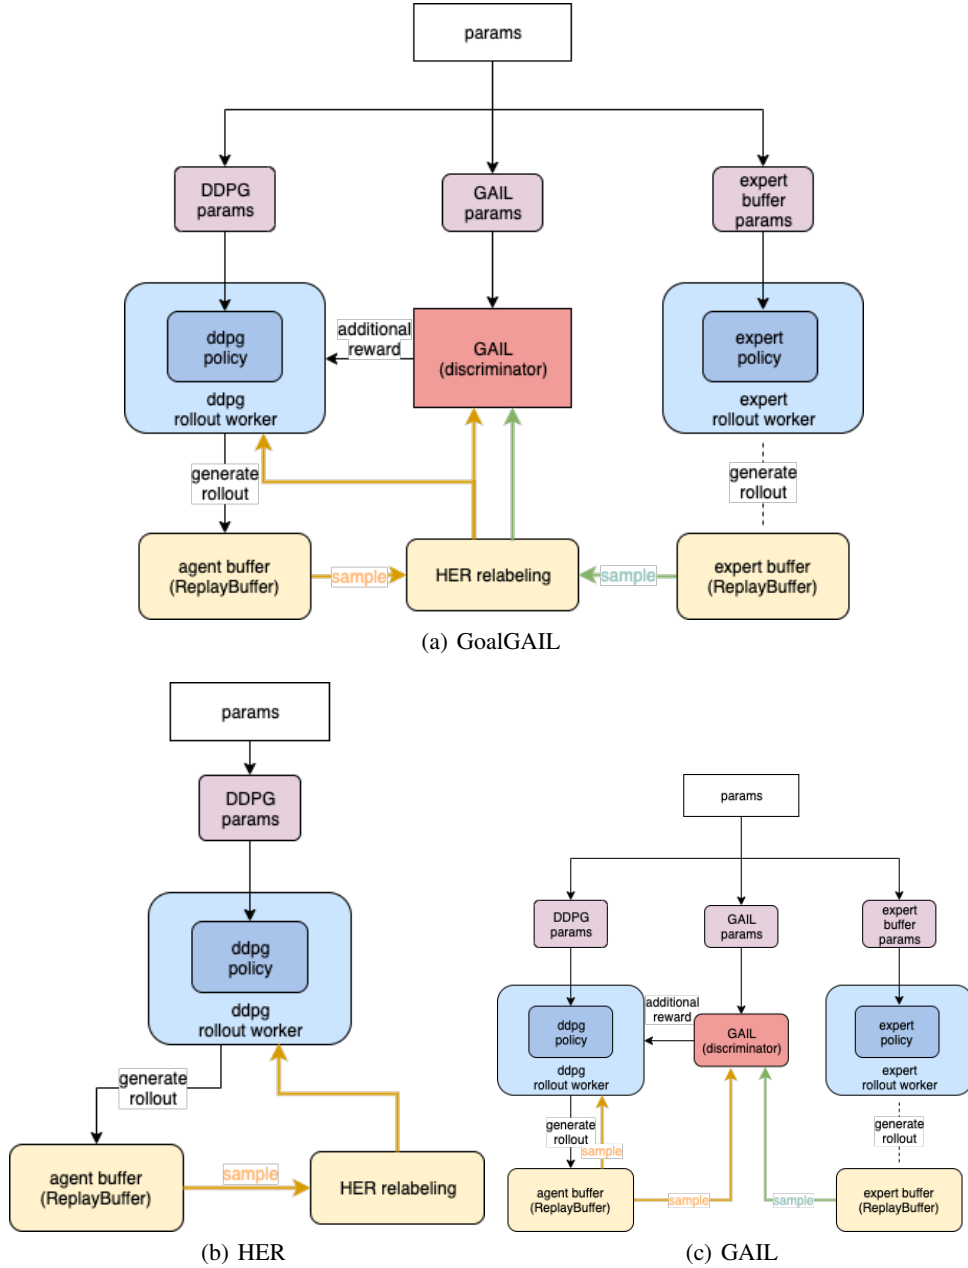 params
DDPG
params
GAIL
params
expert
buffer
params
ddpg
policy
ddpg
rollout worker
additional
reward
GAIL
(discriminator)
expert
policy
expert
rollout worker
generate
rollout
generate
rollout
agent buffer
(ReplayBuffer)
sample
HER relabeling
sample
expert buffer
(ReplayBuffer)
(a) GoalGAIL
params
DDPG
params
ddpg
policy
ddpg
rollout worker
generate
rollout
agent buffer
(ReplayBuffer)
sample
HER relabeling
(b) HER
params
DDPG
params
GAIL
params
expert
buffer
params
ddpg
policy
ddpg
rollout worker
additional
reward
GAIL
(discriminator)
expert
policy
expert
rollout worker
generate
rollout
sample
generate
rollout
agent buffer
(ReplayBuffer)
sample
sample
expert buffer
(ReplayBuffer)
(c) GAIL